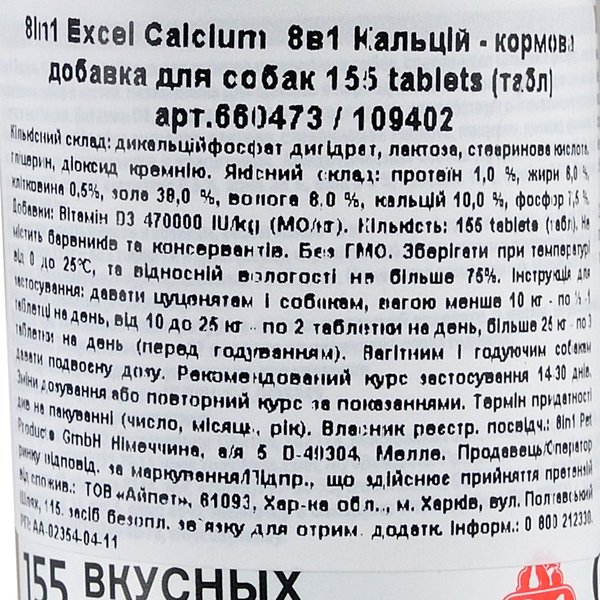 8in1 Excel Calcium 8в1 Кальцій - кормова
добавка для собак 155 tablets (табл)
арт.660473 / 109402
Кількісний склад: дикальційфосфат дигідрат, лактоза, стеаринова кислота,
гліцерин, діоксид кремнію. Якісний склад: протеїн 1,0 %, жири 6,0 %,
клітковина 0,5%, зола 38,0 %, волога 8,0 %, кальцій 10,0 %, фосфор 7,5 %.
Добавки: Вітамін D3 470000 IU/kg (МО/кг). Кількість: 155 tablets (табл). Не
містить барвників та консервантів. Без ГМО. Зберігати при температурі
від 0 до 25°С, та відносній вологості не більше 75%. Інструкція для
застосування: давати цуценятам і собакам, вагою менше 10 кг - по ½ -1
таблетці на день, від 10 до 25 кг - по 2 таблетки на день, більше 25 кг - по 3
таблетки на день (перед годуванням). Вагітним і годуючим собакам
давати подвоєну дозу. Рекомендований курс застосування 14-30 днів.
Зміни дозування або повторний курс за показаннями. Термін придатності
див на пакуванні (число, місяць, рік). Власник реєстр. посвідч.: 8in1 Pet
Products GmbH Німеччина, а/я 5 D-49304, Мелле. Продавець/Оператор
ринку відповід. за маркування/Підпр., що здійснює прийняття претензій
від спожив.: ТОВ «Айпет», 61093, Хар-ка обл., м. Харків, вул. Полтавський
Шлях, 115. засіб безопл. зв'язку для отрим. додатк. інформ.: 0 800 212330.
РП: АА-02354-04-11
155 ВКУСНЫХ